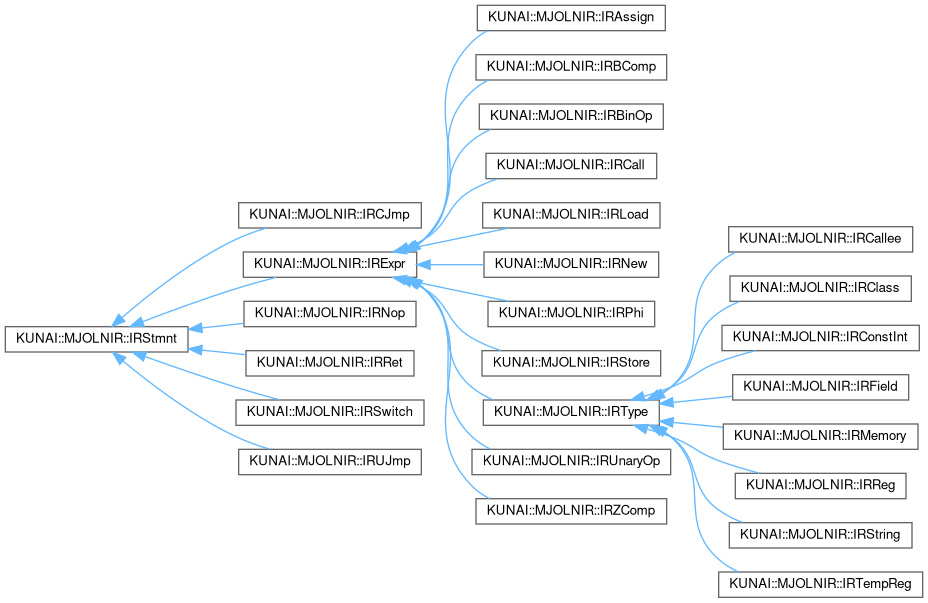 KUNAI::MJOLNIR::IRStmnt
KUNAI::MJOLNIR::IRCJmp
KUNAI::MJOLNIR::IRExpr
KUNAI::MJOLNIR::IRNop
KUNAI::MJOLNIR::IRRet
KUNAI::MJOLNIR::IRSwitch
KUNAI::MJOLNIR::IRUJmp
KUNAI::MJOLNIR::IRAssign
KUNAI::MJOLNIR::IRBComp
KUNAI::MJOLNIR::IRBinOp
KUNAI::MJOLNIR::IRCall
KUNAI::MJOLNIR::IRLoad
KUNAI::MJOLNIR::IRNew
KUNAI::MJOLNIR::IRPhi
KUNAI::MJOLNIR::IRStore
KUNAI::MJOLNIR::IRType
KUNAI::MJOLNIR::IRUnaryOp
KUNAI::MJOLNIR::IRZComp
KUNAI::MJOLNIR::IRCallee
KUNAI::MJOLNIR::IRClass
KUNAI::MJOLNIR::IRConstInt
KUNAI::MJOLNIR::IRField
KUNAI::MJOLNIR::IRMemory
KUNAI::MJOLNIR::IRReg
KUNAI::MJOLNIR::IRString
KUNAI::MJOLNIR::IRTempReg